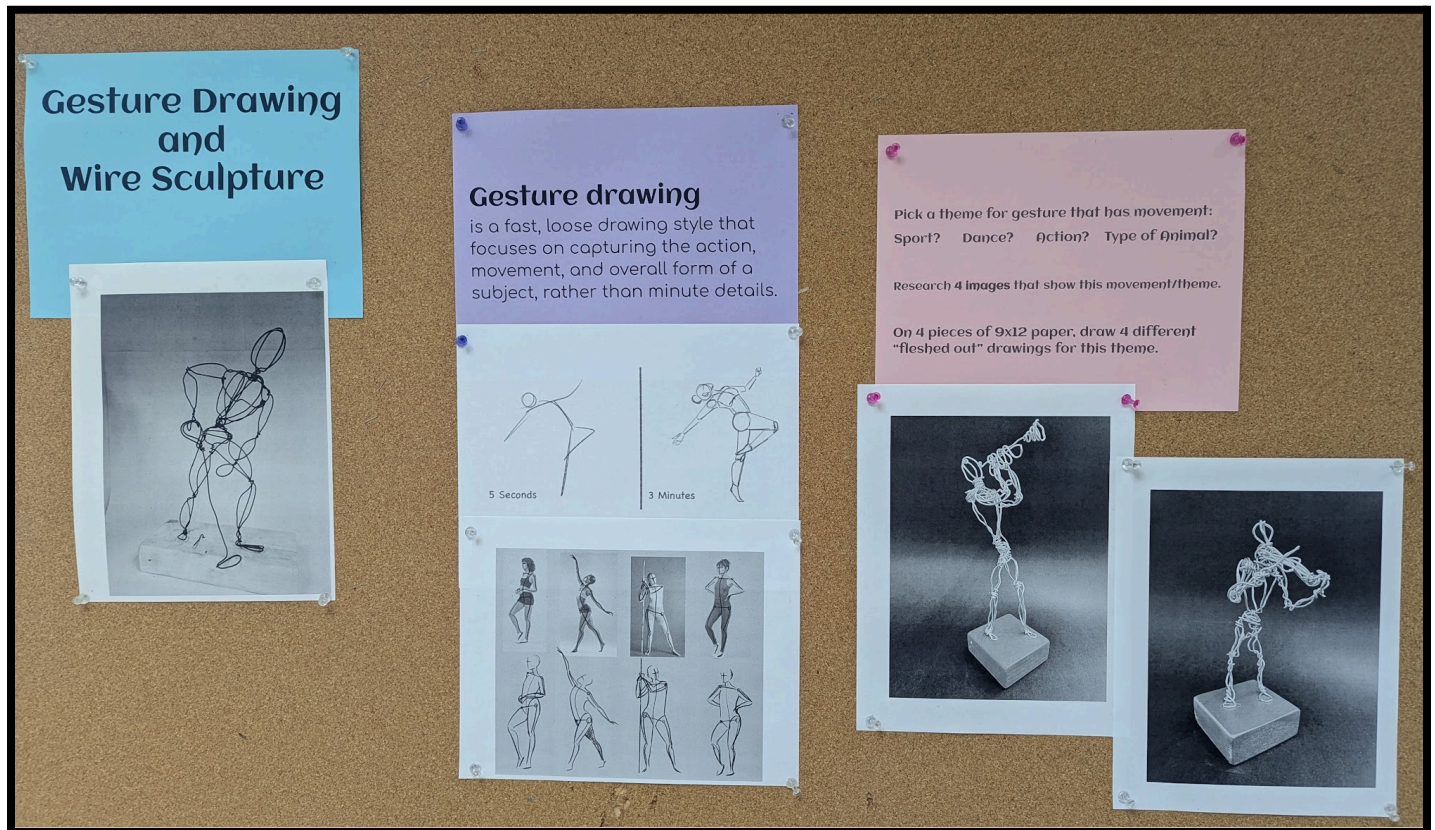 Gesture Drawing
and
Wire Sculpture
Gesture drawing
is a fast, loose drawing style that
focuses on capturing the action,
movement, and overall form of a
subject, rather than minute details.
5 Seconds
3 Minutes
Pick a theme for gesture that has movement:
Sport? Dance? Action? Type of Animal?
Research 4 images that show this movement/theme.
On 4 pieces of 9x12 paper, draw 4 different
“fleshed out” drawings for this theme.